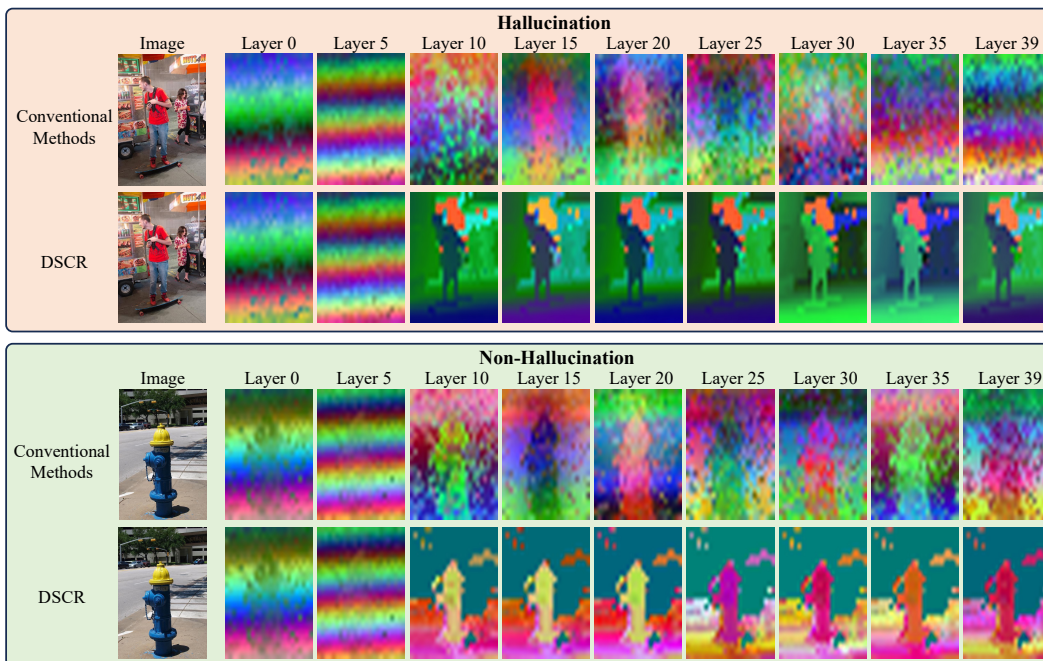 Hallucination
Image Layer 0 Layer 5 Layer 10 Layer 15 Layer 20 Layer 25 Layer 30 Layer 35 Layer 39
Conventional
Methods
DSCR
Non-Hallucination
Image Layer 0 Layer 5 Layer 10 Layer 15 Layer 20 Layer 25 Layer 30 Layer 35 Layer 39
Conventional
Methods
DSCR